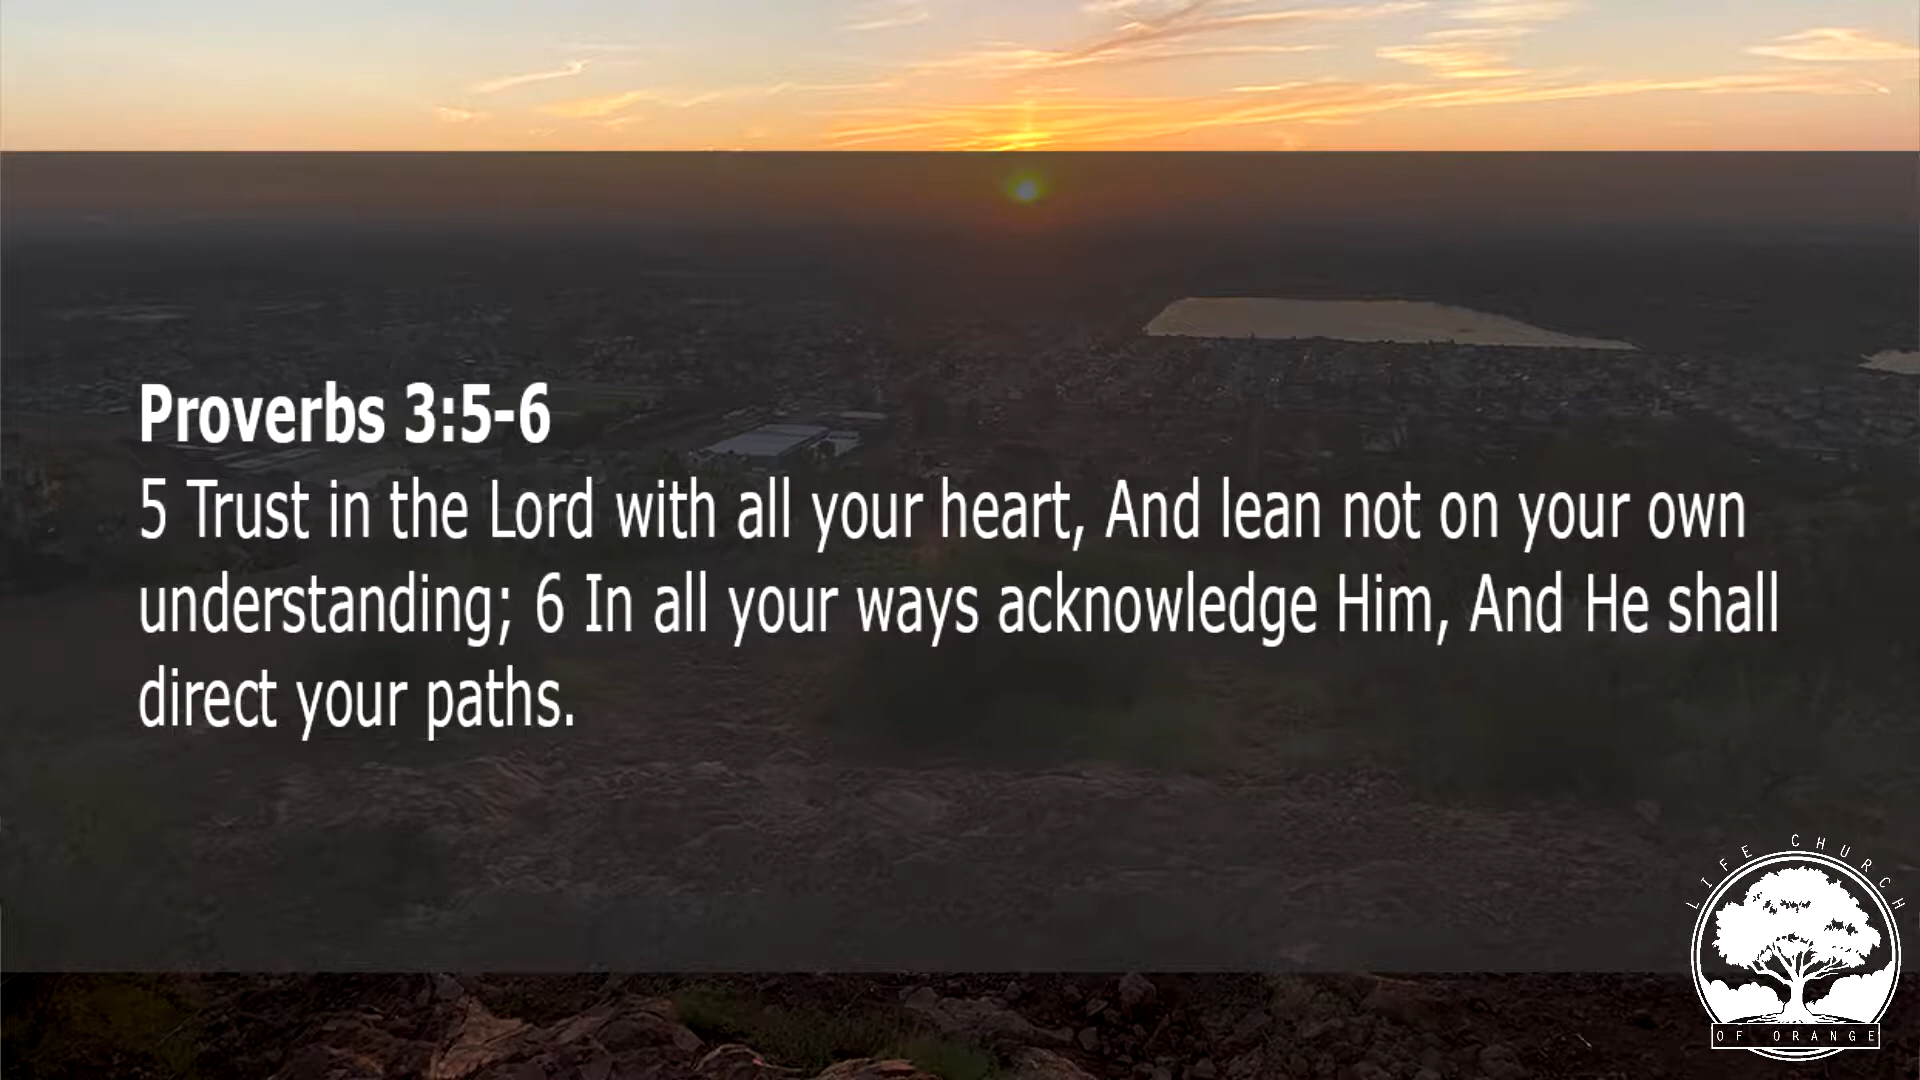 Proverbs 3:5-6
5 Trust in the Lord with all your heart, And lean not on your own
understanding; 6 In all your ways acknowledge Him, And He shall
direct your paths.
LIFE CHURCH
OF ORANGE